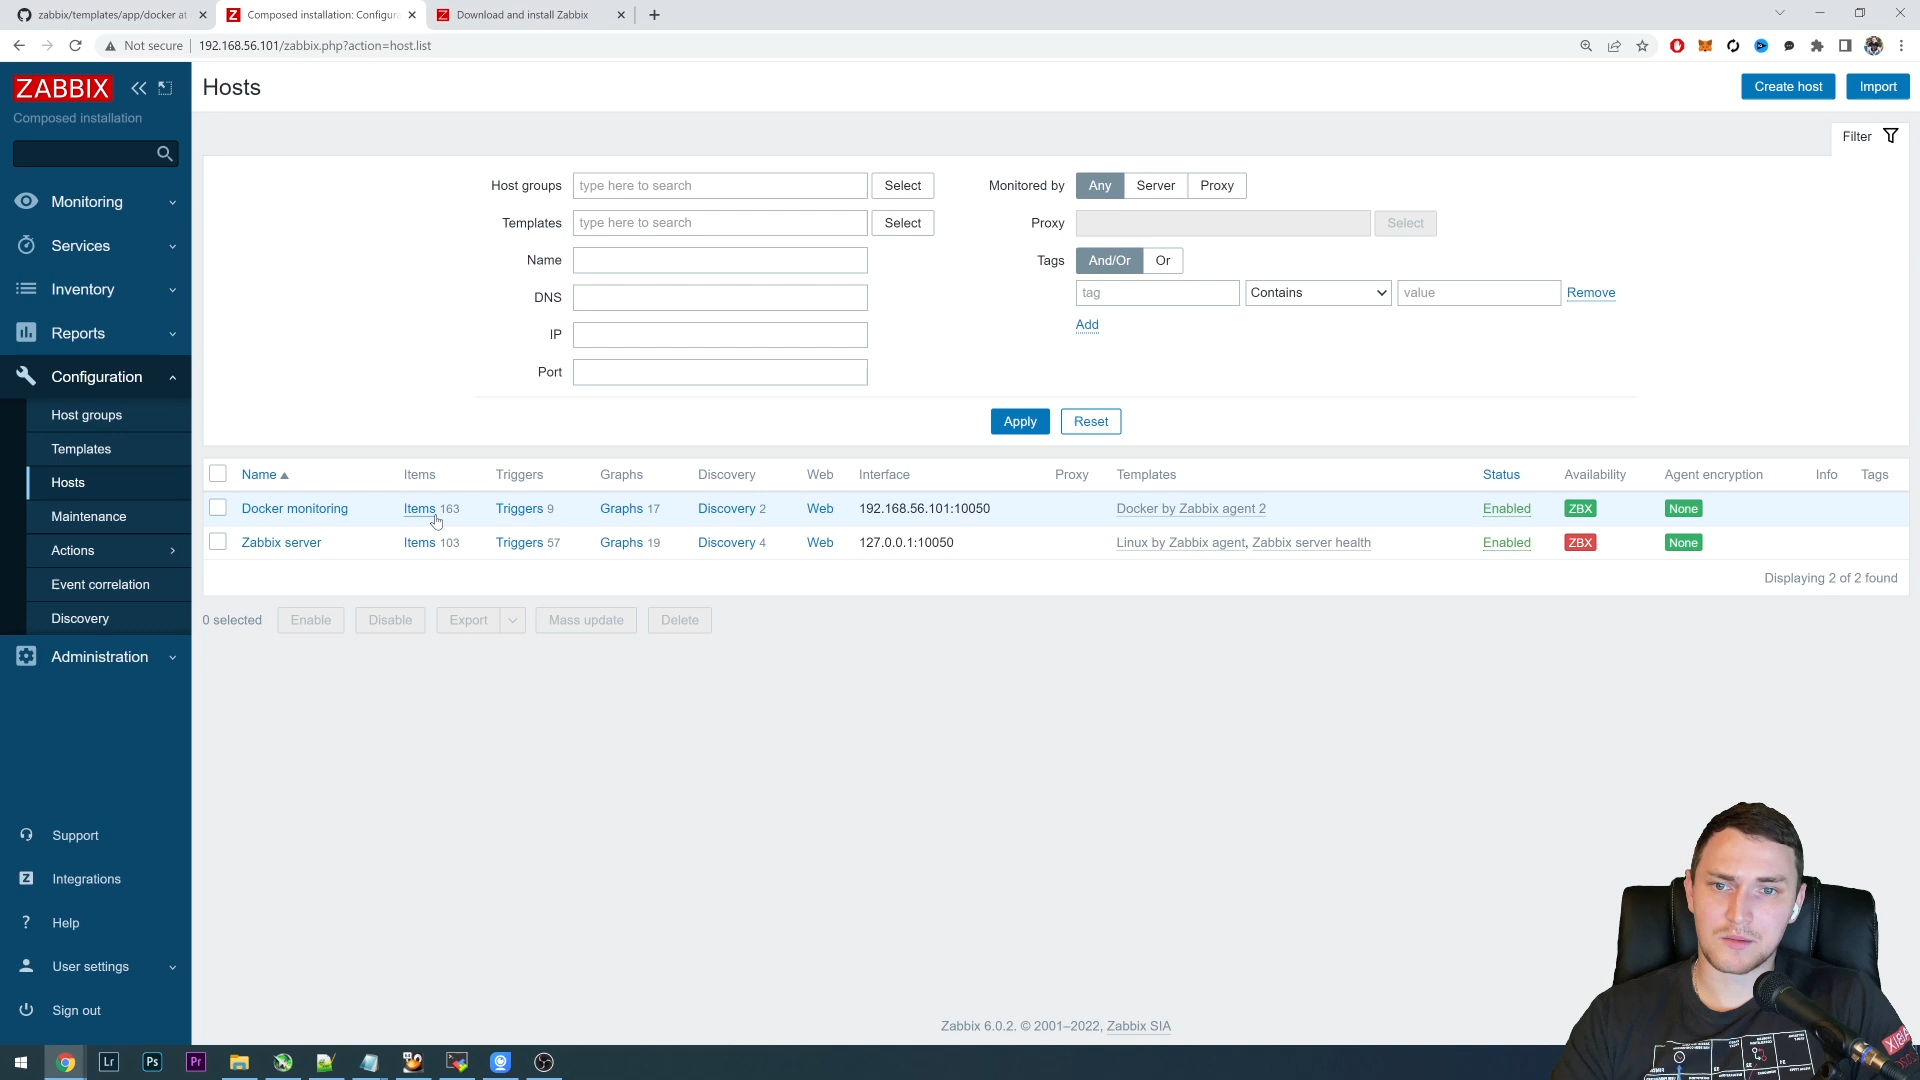 zabbix/templates/app/docker at
Composed installation: Configura
Download and install Zabbix
Not secure
192.168.56.101/zabbix.php?action=host.list
ZABBIX
Composed installation
Monitoring
Services
Inventory
Reports
Configuration
Host groups
Templates
Hosts
Maintenance
Actions
Event correlation
Discovery
Administration
Support
Integrations
Help
User settings
Sign out
Hosts
Create host
Import
Filter
Host groups type here to search Select
Templates type here to search Select
Name
DNS
IP
Port
Monitored by Any Server Proxy
Proxy Select
Tags And/Or Or
tag Contains value Remove
Add
Apply Reset
Name Items Triggers Graphs Discovery Web Interface Proxy Templates Status Availability Agent encryption Info Tags
Docker monitoring Items 163 Triggers 9 Graphs 17 Discovery 2 Web 192.168.56.101:10050 Docker by Zabbix agent 2 Enabled ZBX None
Zabbix server Items 103 Triggers 57 Graphs 19 Discovery 4 Web 127.0.0.1:10050 Linux by Zabbix agent, Zabbix server health Enabled ZBX None
Displaying 2 of 2 found
0 selected Enable Disable Export Mass update Delete
Zabbix 6.0.2. © 2001–2022, Zabbix SIA
Lr
Ps
Pr